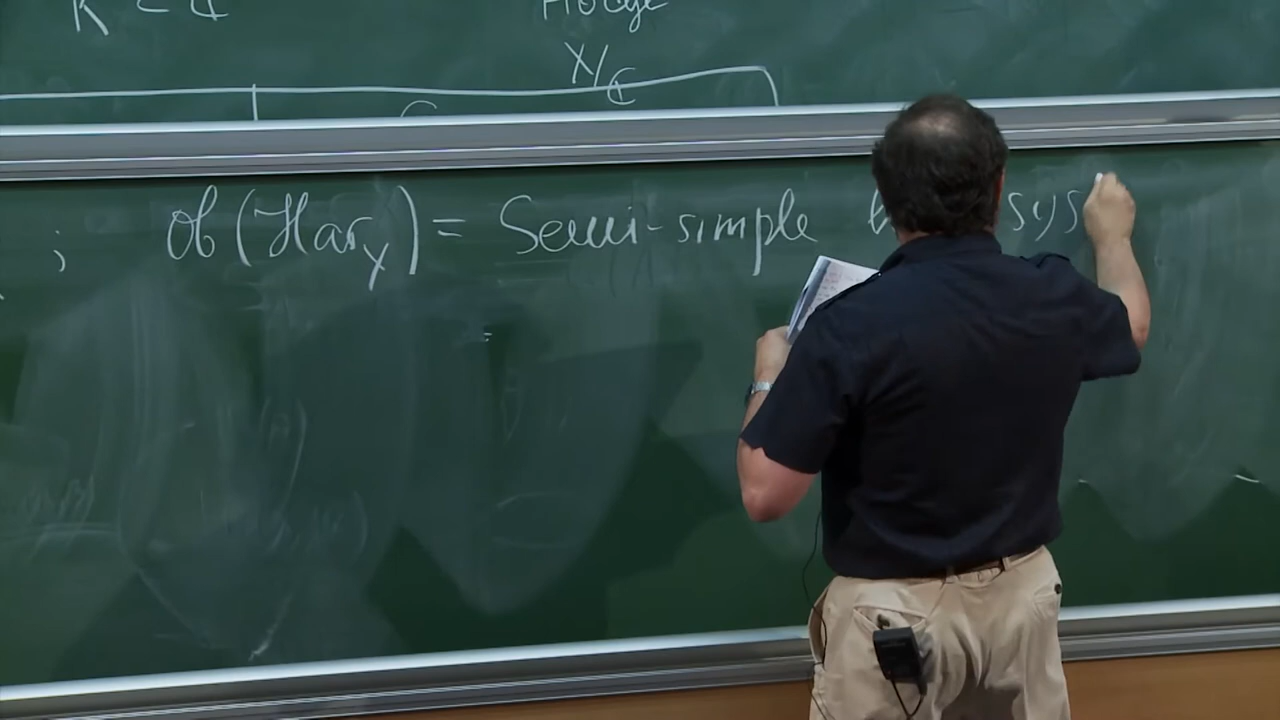 K = ₵
Hodge
X/ℂ
; ob (Har_X) = Semi-simple sys